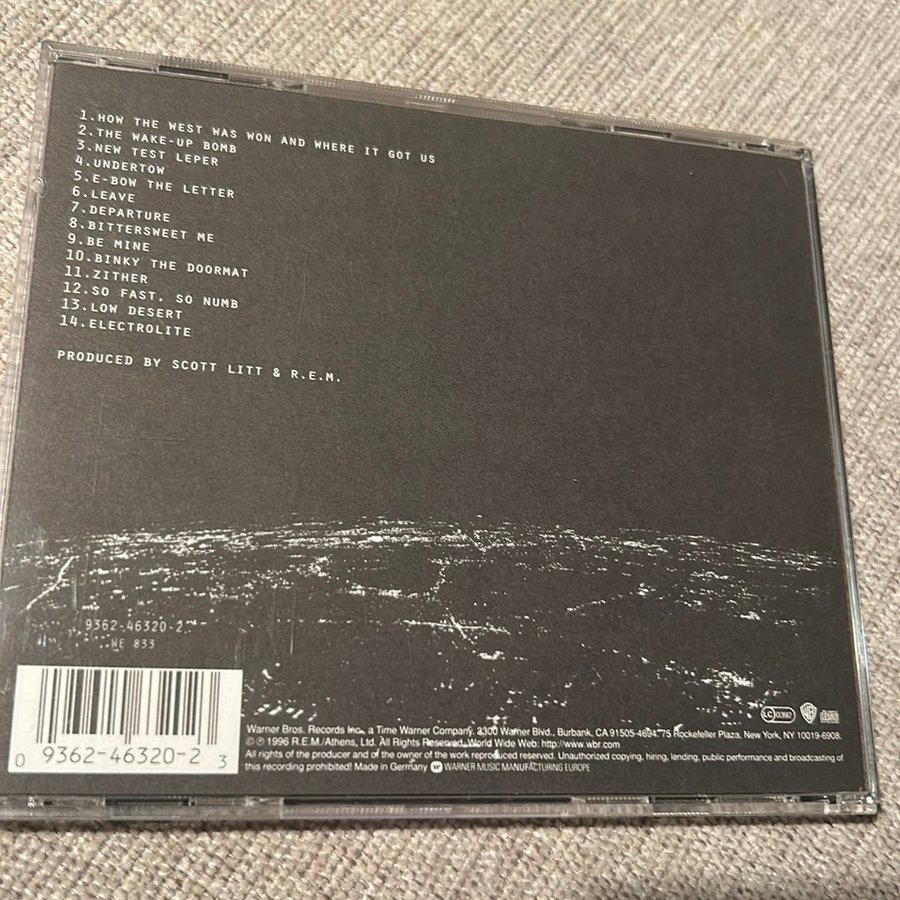 1.HOW THE WEST WAS WON AND WHERE IT GOT US
2.THE WAKE-UP BOMB
3.NEW TEST LEPER
4.UNDERTOW
5.E-BOW THE LETTER
6.LEAVE
7.DEPARTURE
8.BITTERSWEET ME
9.BE MINE
10.BINKY THE DOORMAT
11.ZITHER
12.SO FAST, SO NUMB
13.LOW DESERT
14.ELECTROLITE
PRODUCED BY SCOTT LITT & R.E.M.
9362-46320-2
WE 833
0 9362-46320-2 3
LC 0392
WB
Warner Bros. Records Inc., a Time Warner Company. 3300 Warner Blvd., Burbank, CA 91505-4694. 75 Rockefeller Plaza, New York, NY 10019-6908.
©℗ 1996 R.E.M./Athens, Ltd. All Rights Reserved. World Wide Web: http://www.wbr.com
All rights of the producer and of the owner of the work reproduced reserved. Unauthorized copying, hiring, lending, public performance and broadcasting of
this recording prohibited! Made in Germany W WARNER MUSIC MANUFACTURING EUROPE